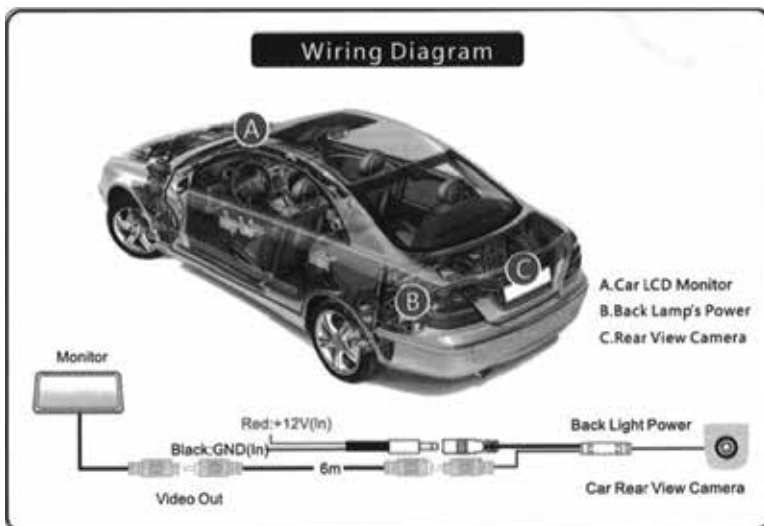 Wiring Diagram
A
B
C
A.Car LCD Monitor
B.Back Lamp's Power
C.Rear View Camera
Monitor
Red:+12V(In)
Back Light Power
Black:GND(In)
6m
Video Out
Car Rear View Camera